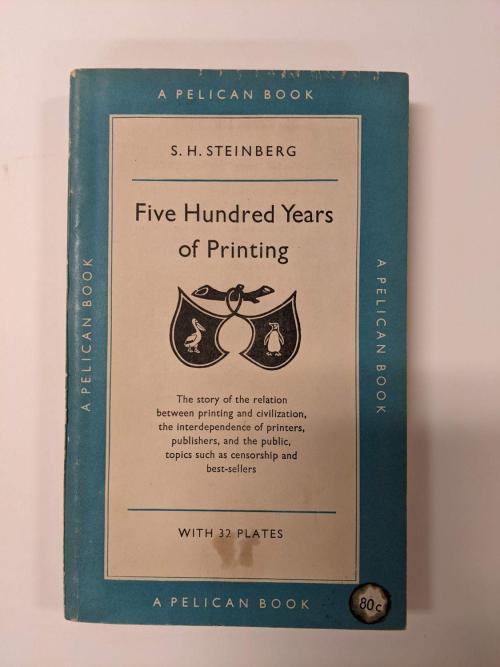 A PELICAN BOOK
S. H. STEINBERG
Five Hundred Years
of Printing
The story of the relation
between printing and civilization,
the interdependence of printers,
publishers, and the public,
topics such as censorship and
best-sellers
WITH 32 PLATES
A PELICAN BOOK
A PELICAN BOOK
A PELICAN BOOK
80c